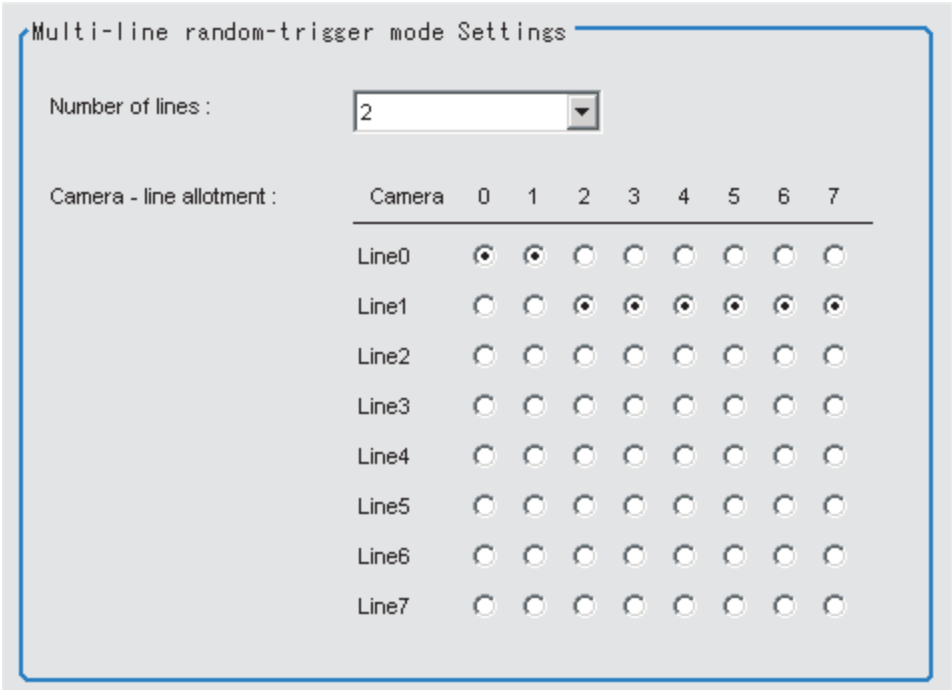 Multi-line random-trigger mode Settings
Number of lines : 2
Camera - line allotment : Camera 0 1 2 3 4 5 6 7
Line0
Line1
Line2
Line3
Line4
Line5
Line6
Line7